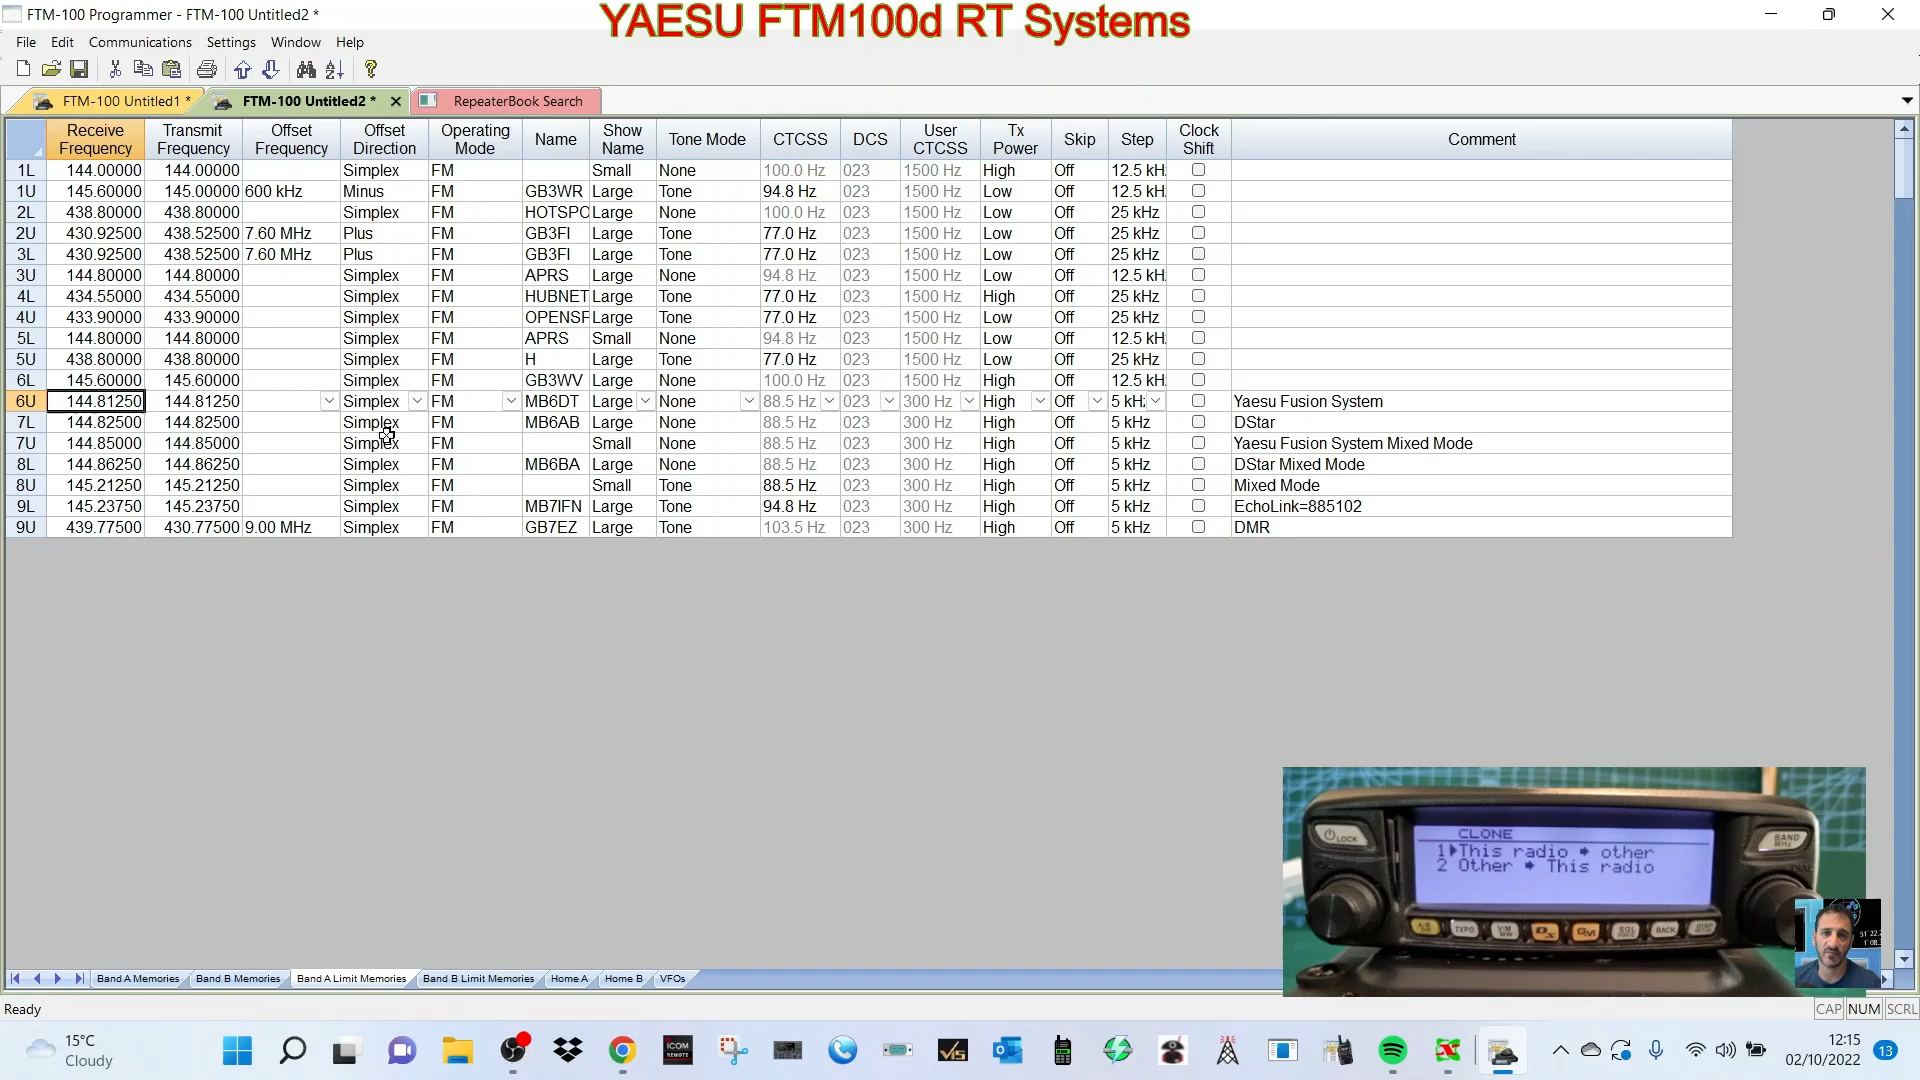 FTM-100 Programmer - FTM-100 Untitled2 *
YAESU FTM100d RT Systems
File Edit Communications Settings Window Help
FTM-100 Untitled1 * FTM-100 Untitled2 * RepeaterBook Search
Receive Frequency Transmit Frequency Offset Frequency Offset Direction Operating Mode Name Show Name Tone Mode CTCSS DCS User CTCSS Tx Power Skip Step Clock Shift Comment
1L 144.00000 144.00000 Simplex FM Small None 100.0 Hz 023 1500 Hz High Off 12.5 kH
1U 145.60000 145.00000 600 kHz Minus FM GB3WR Large Tone 94.8 Hz 023 1500 Hz Low Off 12.5 kH
2L 438.80000 438.80000 Simplex FM HOTSPO Large None 100.0 Hz 023 1500 Hz Low Off 25 kHz
2U 430.92500 438.52500 7.60 MHz Plus FM GB3FI Large Tone 77.0 Hz 023 1500 Hz Low Off 25 kHz
3L 430.92500 438.52500 7.60 MHz Plus FM GB3FI Large Tone 77.0 Hz 023 1500 Hz Low Off 25 kHz
3U 144.80000 144.80000 Simplex FM APRS Large None 94.8 Hz 023 1500 Hz Low Off 12.5 kH
4L 434.55000 434.55000 Simplex FM HUBNET Large Tone 77.0 Hz 023 1500 Hz High Off 25 kHz
4U 433.90000 433.90000 Simplex FM OPENSF Large Tone 77.0 Hz 023 1500 Hz Low Off 25 kHz
5L 144.80000 144.80000 Simplex FM APRS Small None 94.8 Hz 023 1500 Hz Low Off 12.5 kH
5U 438.80000 438.80000 Simplex FM H Large Tone 77.0 Hz 023 1500 Hz Low Off 25 kHz
6L 145.60000 145.60000 Simplex FM GB3WV Large None 100.0 Hz 023 1500 Hz High Off 12.5 kH
6U 144.81250 144.81250 Simplex FM MB6DT Large None 88.5 Hz 023 300 Hz High Off 5 kHz Yaesu Fusion System
7L 144.82500 144.82500 Simplex FM MB6AB Large None 88.5 Hz 023 300 Hz High Off 5 kHz DStar
7U 144.85000 144.85000 Simplex FM Small None 88.5 Hz 023 300 Hz High Off 5 kHz Yaesu Fusion System Mixed Mode
8L 144.86250 144.86250 Simplex FM MB6BA Large None 88.5 Hz 023 300 Hz High Off 5 kHz DStar Mixed Mode
8U 145.21250 145.21250 Simplex FM Small Tone 88.5 Hz 023 300 Hz High Off 5 kHz Mixed Mode
9L 145.23750 145.23750 Simplex FM MB7IFN Large Tone 94.8 Hz 023 300 Hz High Off 5 kHz EchoLink=885102
9U 439.77500 430.77500 9.00 MHz Simplex FM GB7EZ Large Tone 103.5 Hz 023 300 Hz High Off 5 kHz DMR
CLONE
1 This radio other
2 Other This radio
LOCK BAND
TXPO V/M MW Dx GM SQL BACK DISP
Band A Memories Band B Memories Band A Limit Memories Band B Limit Memories Home A Home B VFOs
Ready CAP NUM SCRL
15°C
Cloudy
ICOM REMOTE
12:15
02/10/2022
13